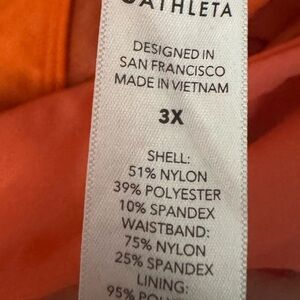 ATHLETA
DESIGNED IN
SAN FRANCISCO
MADE IN VIETNAM
3X
SHELL:
51% NYLON
39% POLYESTER
10% SPANDEX
WAISTBAND:
75% NYLON
25% SPANDEX
LINING:
95%